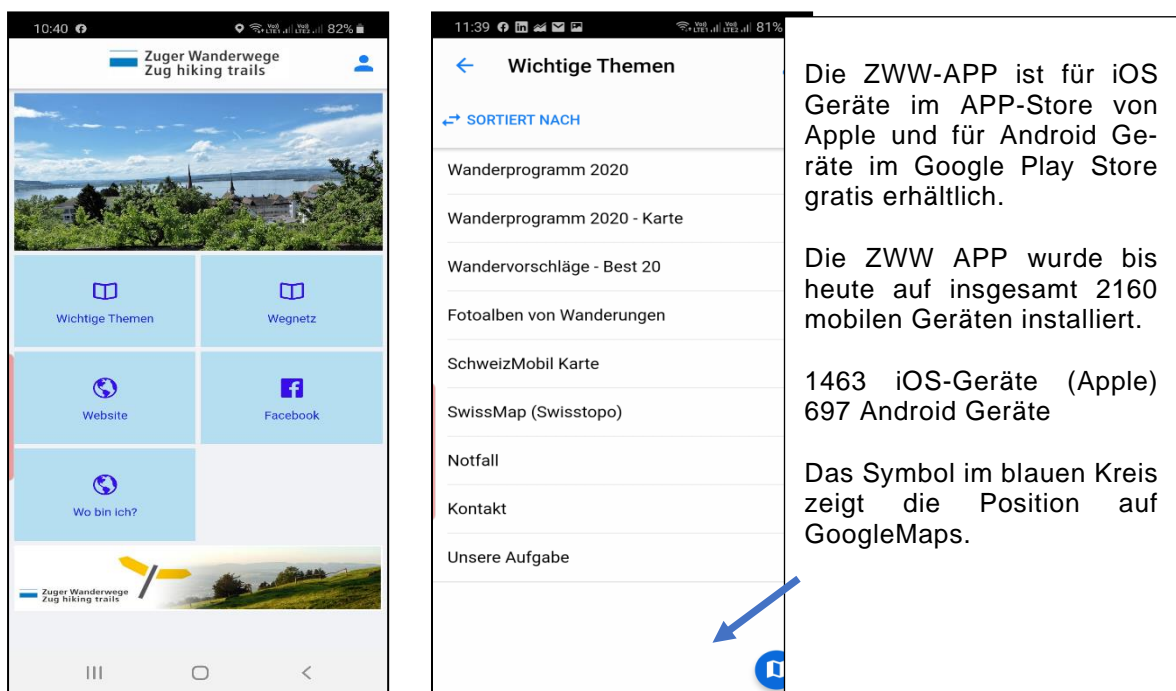 10:40 82%
Zuger Wanderwege
Zug hiking trails
Wichtige Themen
Wegnetz
Website
Facebook
Wo bin ich?
Zuger Wanderwege
Zug hiking trails
11:39 81%
Wichtige Themen
SORTIERT NACH
Wanderprogramm 2020
Wanderprogramm 2020 - Karte
Wandervorschläge - Best 20
Fotoalben von Wanderungen
SchweizMobil Karte
SwissMap (Swisstopo)
Notfall
Kontakt
Unsere Aufgabe
Die ZWW-APP ist für iOS
Geräte im APP-Store von
Apple und für Android Ge-
räte im Google Play Store
gratis erhältlich.
Die ZWW APP wurde bis
heute auf insgesamt 2160
mobilen Geräten installiert.
1463 iOS-Geräte (Apple)
697 Android Geräte
Das Symbol im blauen Kreis
zeigt die Position auf
GoogleMaps.